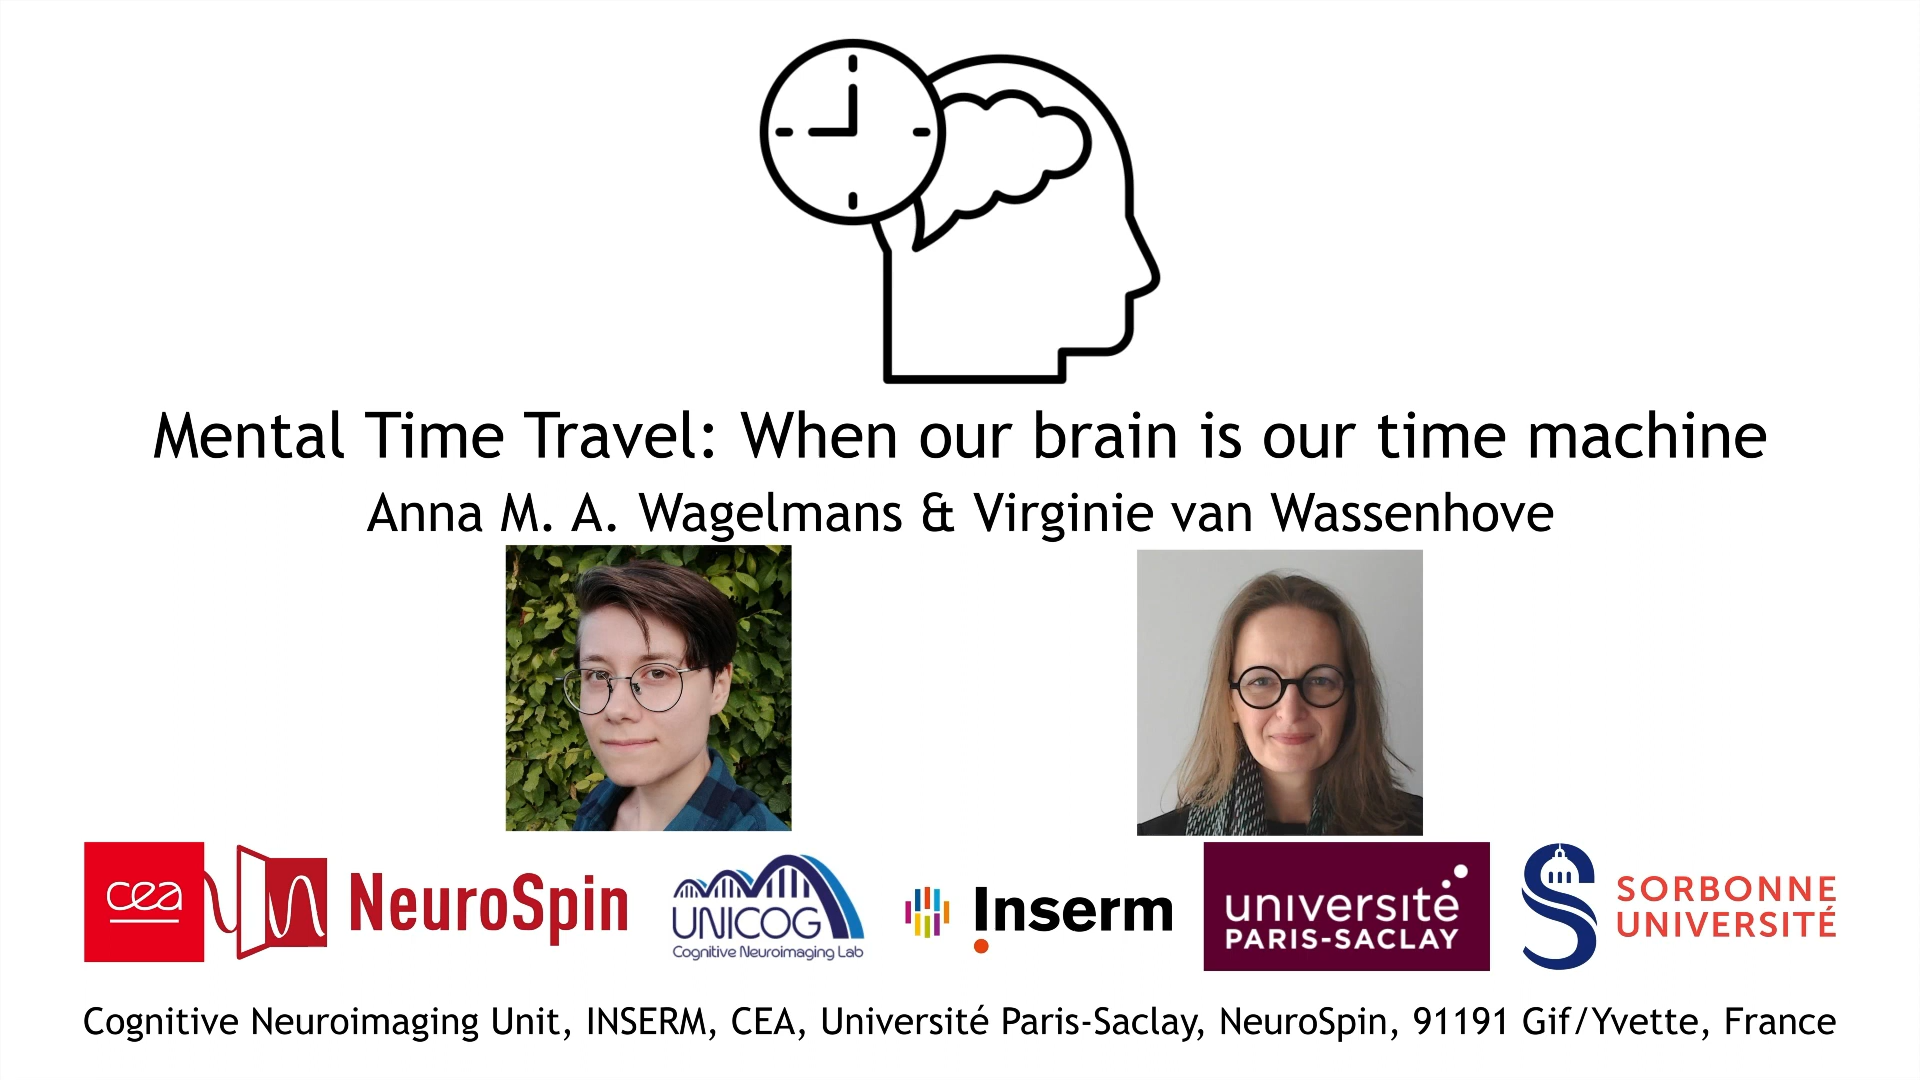 Mental Time Travel: When our brain is our time machine
Anna M. A. Wagelmans & Virginie van Wassenhove
cea
NeuroSpin
UNICOG
Cognitive Neuroimaging Lab
Inserm
université
PARIS-SACLAY
SORBONNE
UNIVERSITÉ
Cognitive Neuroimaging Unit, INSERM, CEA, Université Paris-Saclay, NeuroSpin, 91191 Gif/Yvette, France